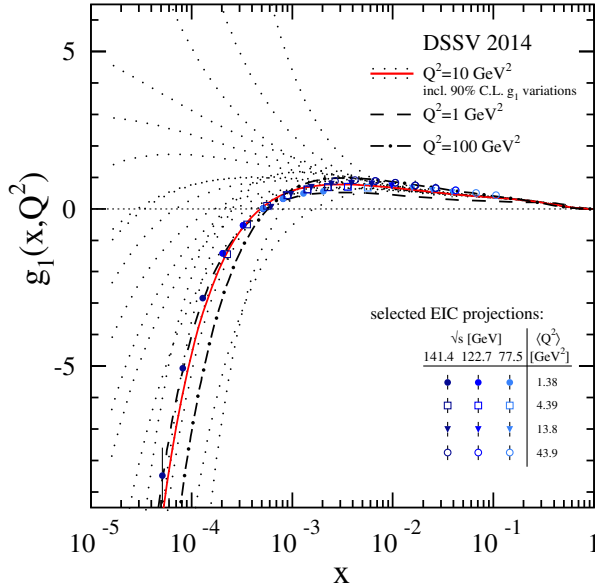 DSSV 2014
Q²=10 GeV²
incl. 90% C.L. g₁ variations
Q²=1 GeV²
Q²=100 GeV²
g₁(x,Q²)
5
0
-5
selected EIC projections:
√s [GeV] ⟨Q²⟩
141.4 122.7 77.5 [GeV²]
1.38
4.39
13.8
43.9
10⁻⁵ 10⁻⁴ 10⁻³ 10⁻² 10⁻¹ 1
x